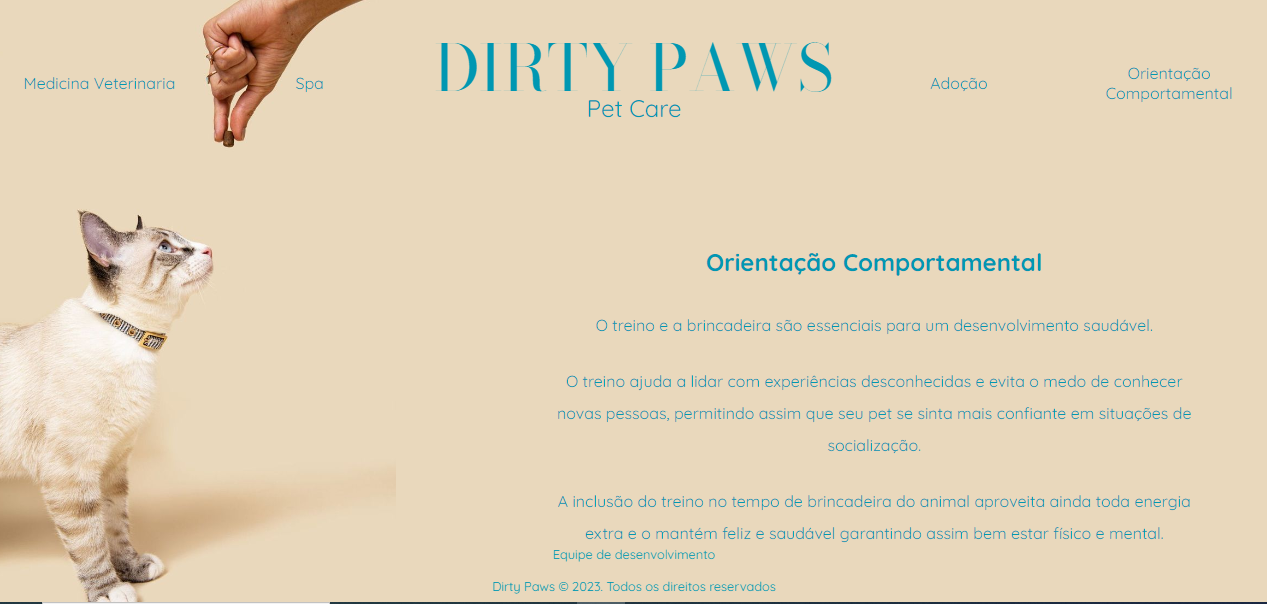 Medicina Veterinaria
Spa
DIRTY PAWS
Pet Care
Adoção
Orientação
Comportamental
Orientação Comportamental
O treino e a brincadeira são essenciais para um desenvolvimento saudável.
O treino ajuda a lidar com experiências desconhecidas e evita o medo de conhecer
novas pessoas, permitindo assim que seu pet se sinta mais confiante em situações de
socialização.
A inclusão do treino no tempo de brincadeira do animal aproveita ainda toda energia
extra e o mantém feliz e saudável garantindo assim bem estar físico e mental.
Equipe de desenvolvimento
Dirty Paws © 2023. Todos os direitos reservados